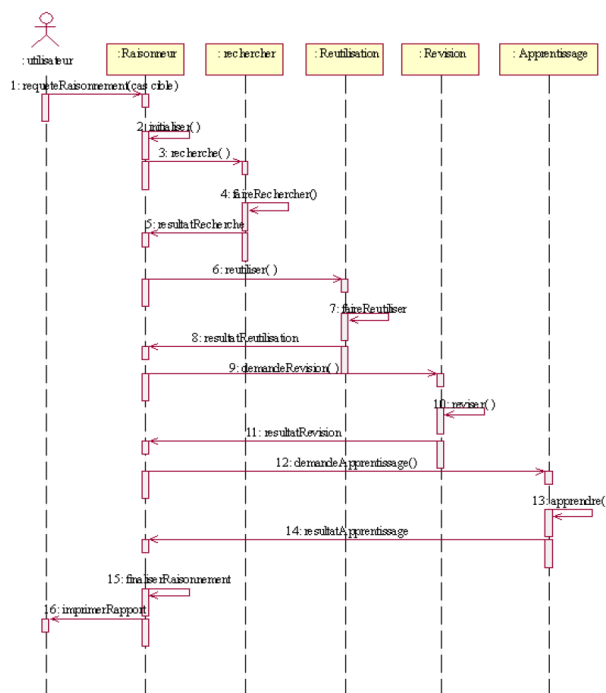 : utilisateur
: Raisonneur
: rechercher
: Reutilisation
: Revision
: Apprentissage
1: requeteRaisonnement(cas cible)
2: initialiser( )
3: recherche( )
4: faireRechercher()
5: resultatRecherche
6: reutiliser( )
7: faireReutiliser
8: resultatReutilisation
9: demandeRevision( )
10: reviser( )
11: resultatRevision
12: demandeApprentissage()
13: apprendre(
14: resultatApprentissage
15: finaliserRaisonnement
16: imprimerRapport